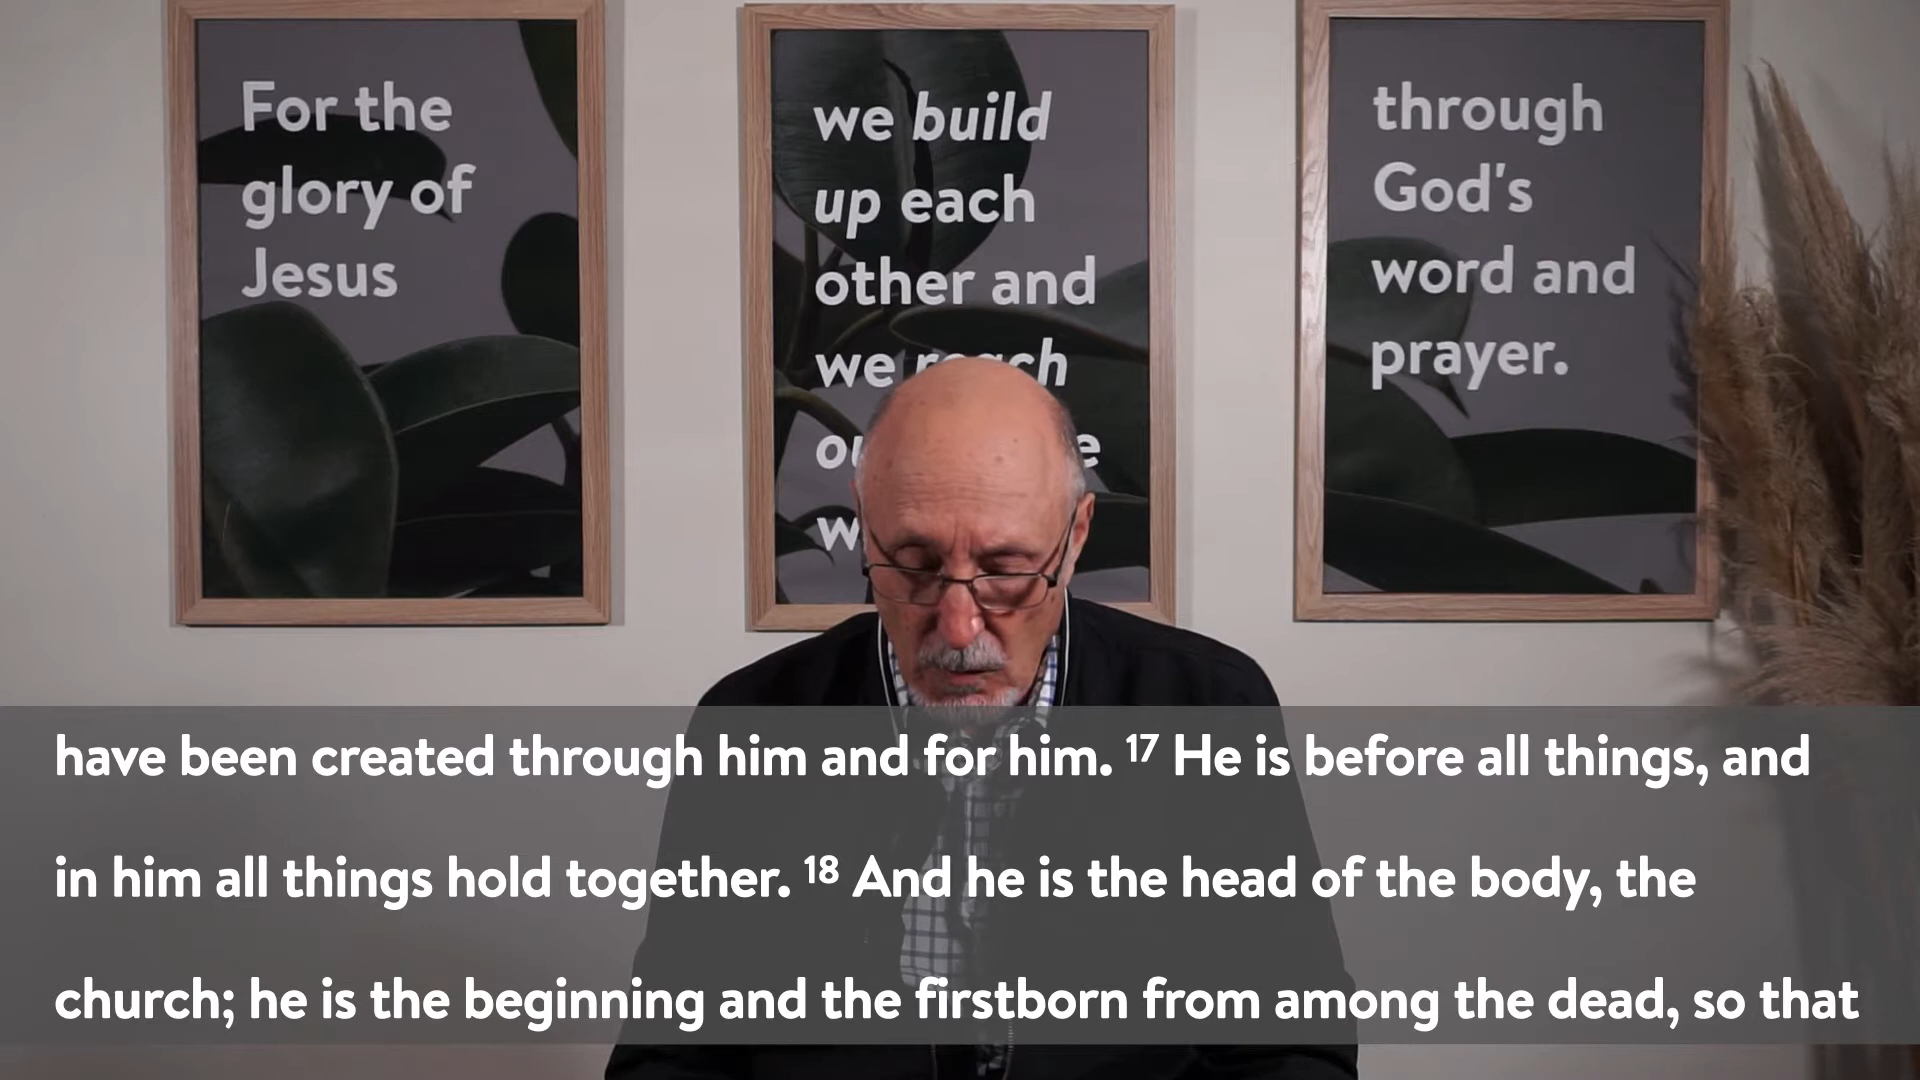 For the
glory of
Jesus
we build
up each
other and
we
through
God's
word and
prayer.
have been created through him and for him. 17 He is before all things, and
in him all things hold together. 18 And he is the head of the body, the
church; he is the beginning and the firstborn from among the dead, so that